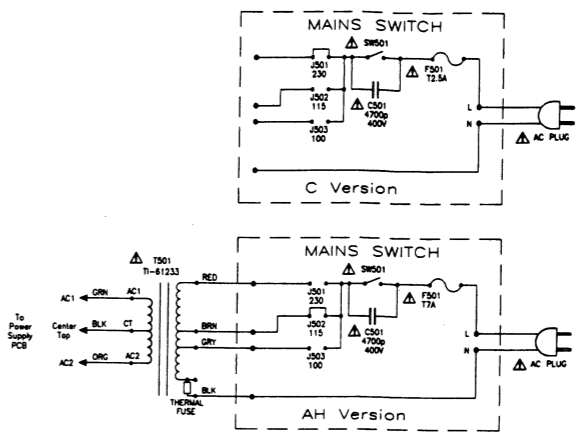 MAINS SWITCH
SW501
J501
230
F501
T2.5A
J502
115
C501
4700p
400V
L
N
J503
100
AC PLUG
C Version
T501
TI-61233
MAINS SWITCH
RED
SW501
J501
230
F501
T7A
AC1 GRN AC1
To
Power
Supply
PCB
Center
Tap
BLK CT
BRN
J502
115
C501
4700p
400V
L
GRY
N
AC2 ORG AC2
J503
100
AC PLUG
THERMAL
FUSE
BLK
AH Version